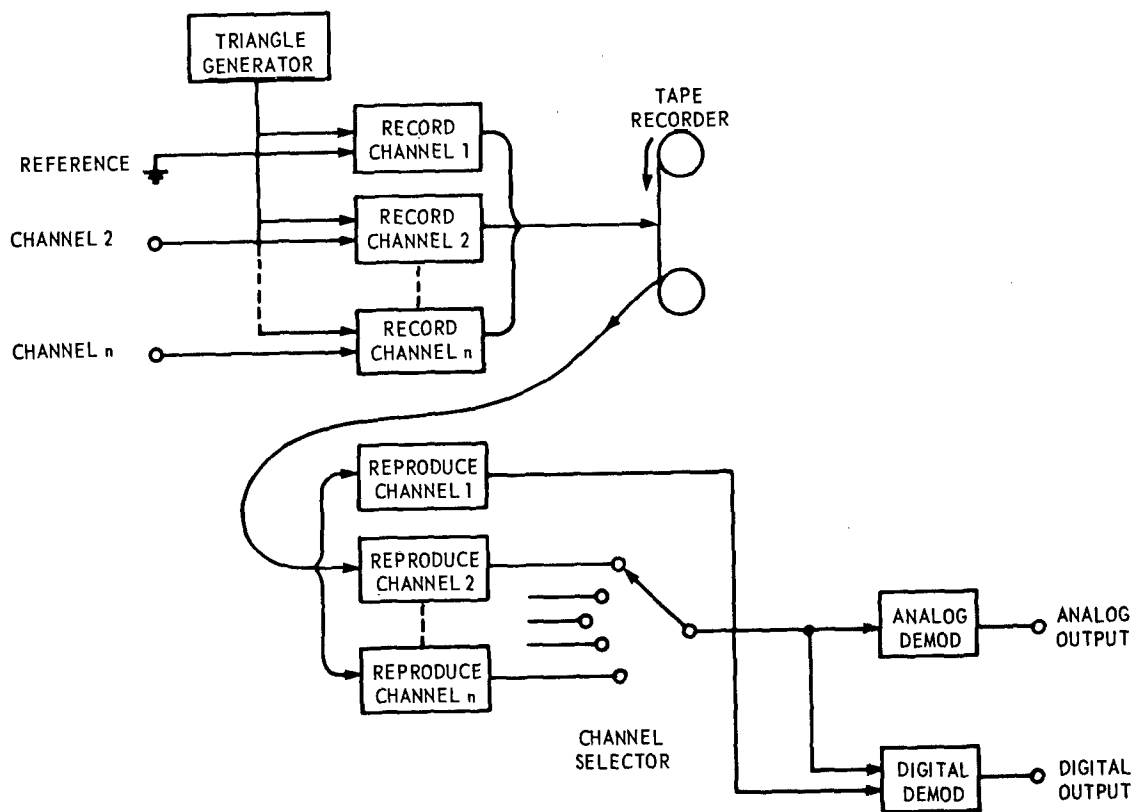 TRIANGLE
GENERATOR
TAPE
RECORDER
RECORD
CHANNEL 1
REFERENCE
RECORD
CHANNEL 2
CHANNEL 2
RECORD
CHANNEL n
CHANNEL n
REPRODUCE
CHANNEL 1
REPRODUCE
CHANNEL 2
REPRODUCE
CHANNEL n
ANALOG
DEMOD
ANALOG
OUTPUT
CHANNEL
SELECTOR
DIGITAL
DEMOD
DIGITAL
OUTPUT